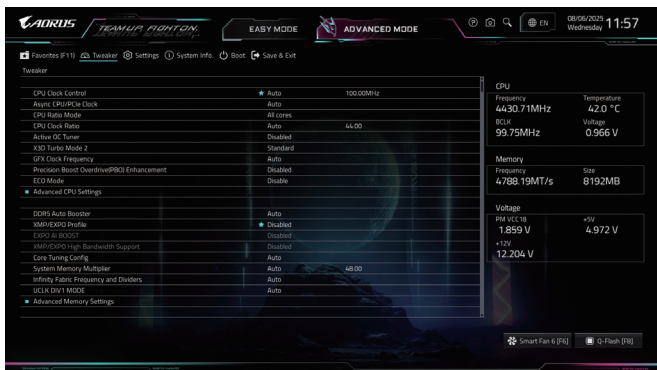 AORUS
TEAM UP. FIGHT ON.
EASY MODE
ADVANCED MODE
EN
08/06/2025
Wednesday
11:57
Favorites (F11)
Tweaker
Settings
System Info.
Boot
Save & Exit
Tweaker
CPU Clock Control ★ Auto 100.00MHz
Async CPU/PCIe Clock Auto
CPU Ratio Mode All cores
CPU Clock Ratio Auto 44.00
Active OC Tuner Disabled
X3D Turbo Mode 2 Standard
GFX Clock Frequency Auto
Precision Boost Overdrive(PBO) Enhancement Disabled
ECO Mode Disable
Advanced CPU Settings
DDR5 Auto Booster Auto
XMP/EXPO Profile ★ Disabled
EXPO AI BOOST Disabled
XMP/EXPO High Bandwidth Support Disabled
Core Tuning Config Auto
System Memory Multiplier Auto 48.00
Infinity Fabric Frequency and Dividers Auto
UCLK DIV1 MODE Auto
Advanced Memory Settings
CPU
Frequency Temperature
4430.71MHz 42.0 °C
BCLK Voltage
99.75MHz 0.966 V
Memory
Frequency Size
4788.19MT/s 8192MB
Voltage
PM VCC18 +5V
1.859 V 4.972 V
+12V
12.204 V
Smart Fan 6 [F6]
Q-Flash [F8]